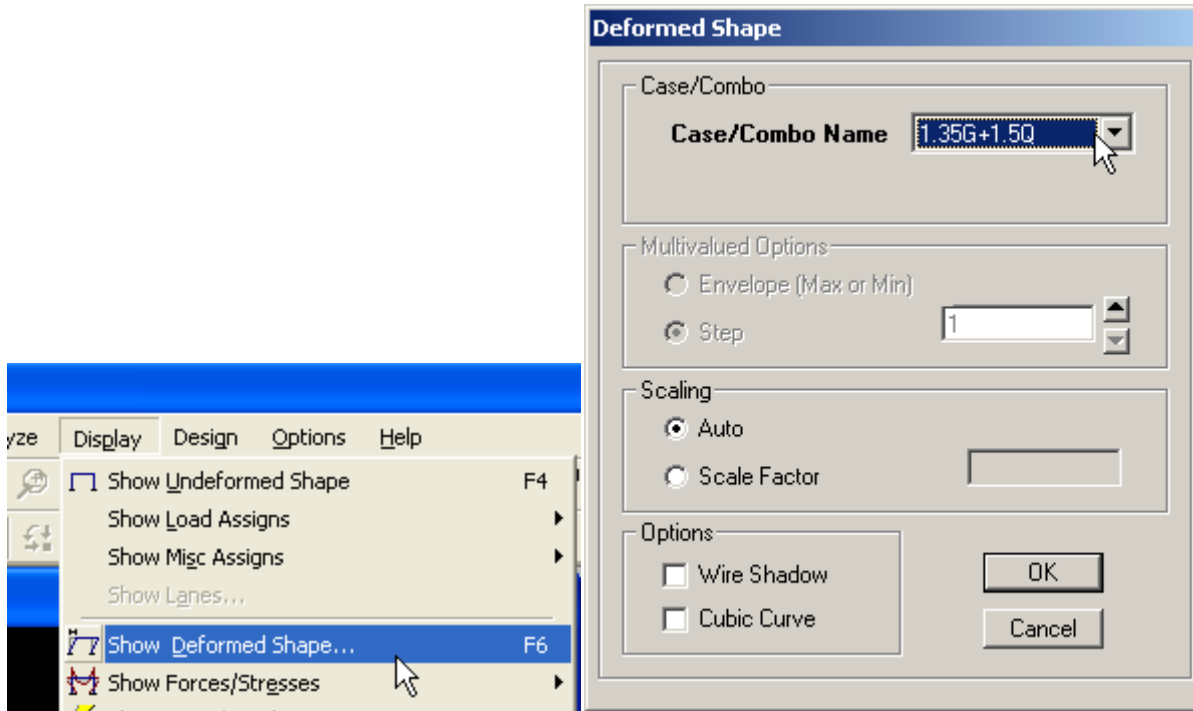 yze Display Design Options Help
Show Undeformed Shape F4
Show Load Assigns
Show Misc Assigns
Show Lanes...
Show Deformed Shape... F6
Show Forces/Stresses
Deformed Shape
Case/Combo
Case/Combo Name 1.35G+1.5Q
Multivalued Options
Envelope (Max or Min)
Step 1
Scaling
Auto
Scale Factor
Options
Wire Shadow
Cubic Curve
OK
Cancel